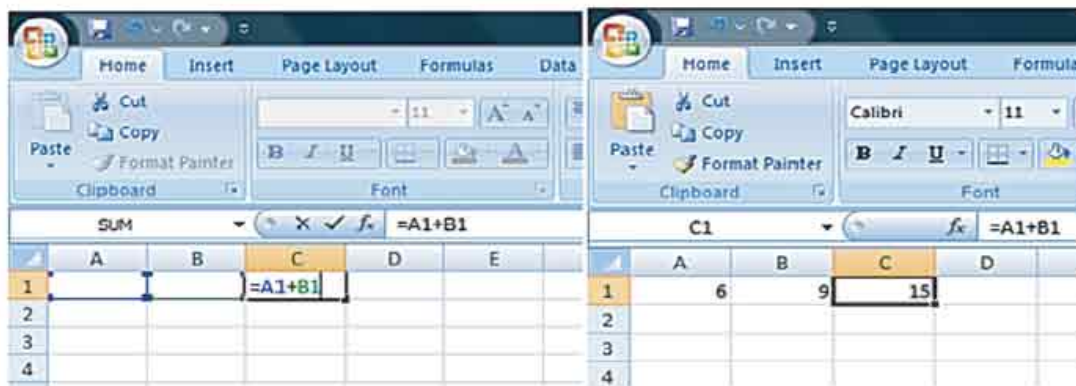 Home Insert Page Layout Formulas Data
Cut
Copy
Paste
Format Painter
Clipboard
11 A A
B I U A
Font
SUM fx =A1+B1
A B C D E
1 =A1+B1
2
3
4
Home Insert Page Layout Formula
Cut
Copy
Paste
Format Painter
Clipboard
Calibri 11
B I U
Font
C1 fx =A1+B1
A B C D
1 6 9 15
2
3
4